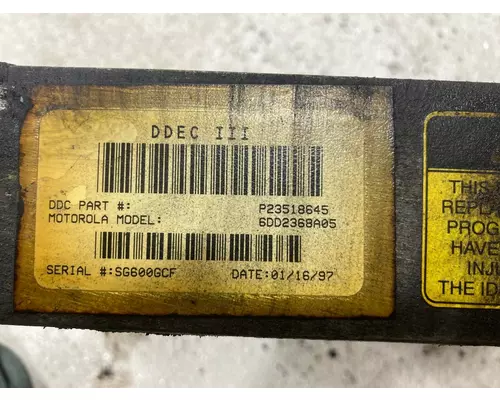 DDEC III
DDC PART #: P23518645
MOTOROLA MODEL: 6DD2368A05
SERIAL #:SG600GCF DATE:01/16/97
THIS
REPL
PROG
HAVE
INJ
THE ID